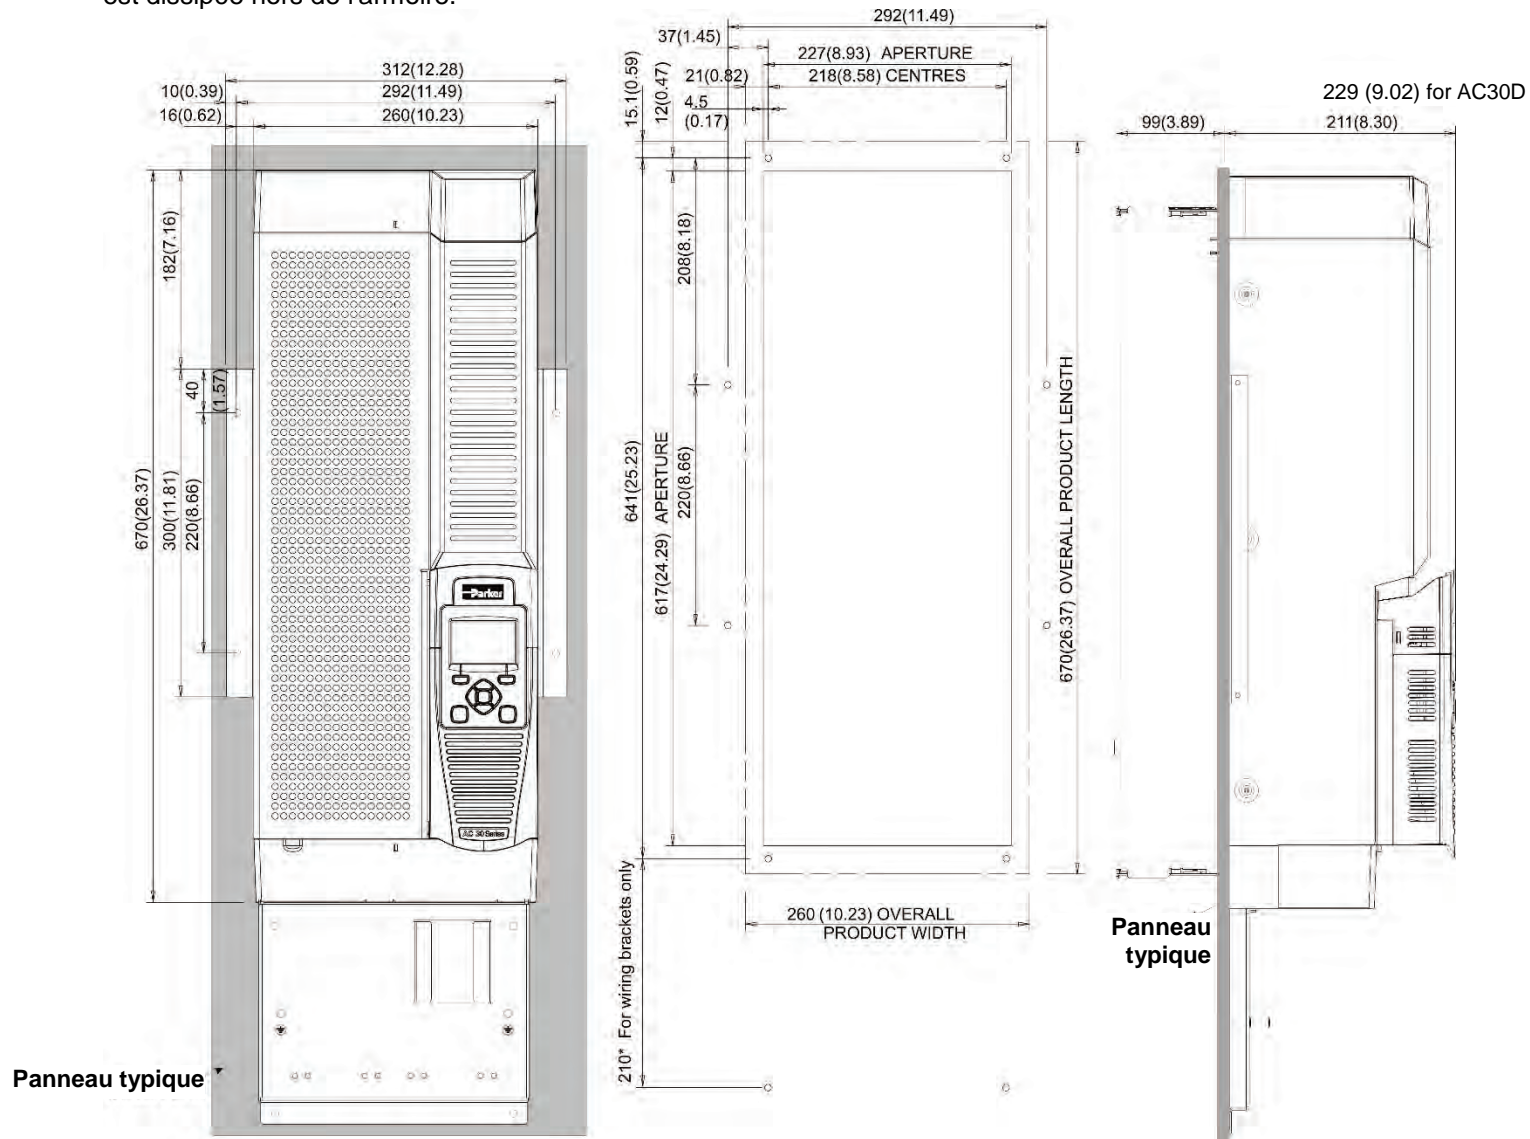 est dissipée hors de l'armoire.
292(11.49)
37(1.45)
227(8.93) APERTURE
21(0.82)
218(8.58) CENTRES
4.5
(0.17)
15.1(0.59)
12(0.47)
312(12.28)
10(0.39)
292(11.49)
16(0.62)
260(10.23)
229 (9.02) for AC30D
99(3.89)
211(8.30)
182(7.16)
40
(1.57)
670(26.37)
300(11.81)
220(8.66)
208(8.18)
641(25.23)
617(24.29) APERTURE
220(8.66)
670(26.37) OVERALL PRODUCT LENGTH
Parker
AC 30 Series
260 (10.23) OVERALL
PRODUCT WIDTH
210* For wiring brackets only
Panneau
typique
Panneau typique